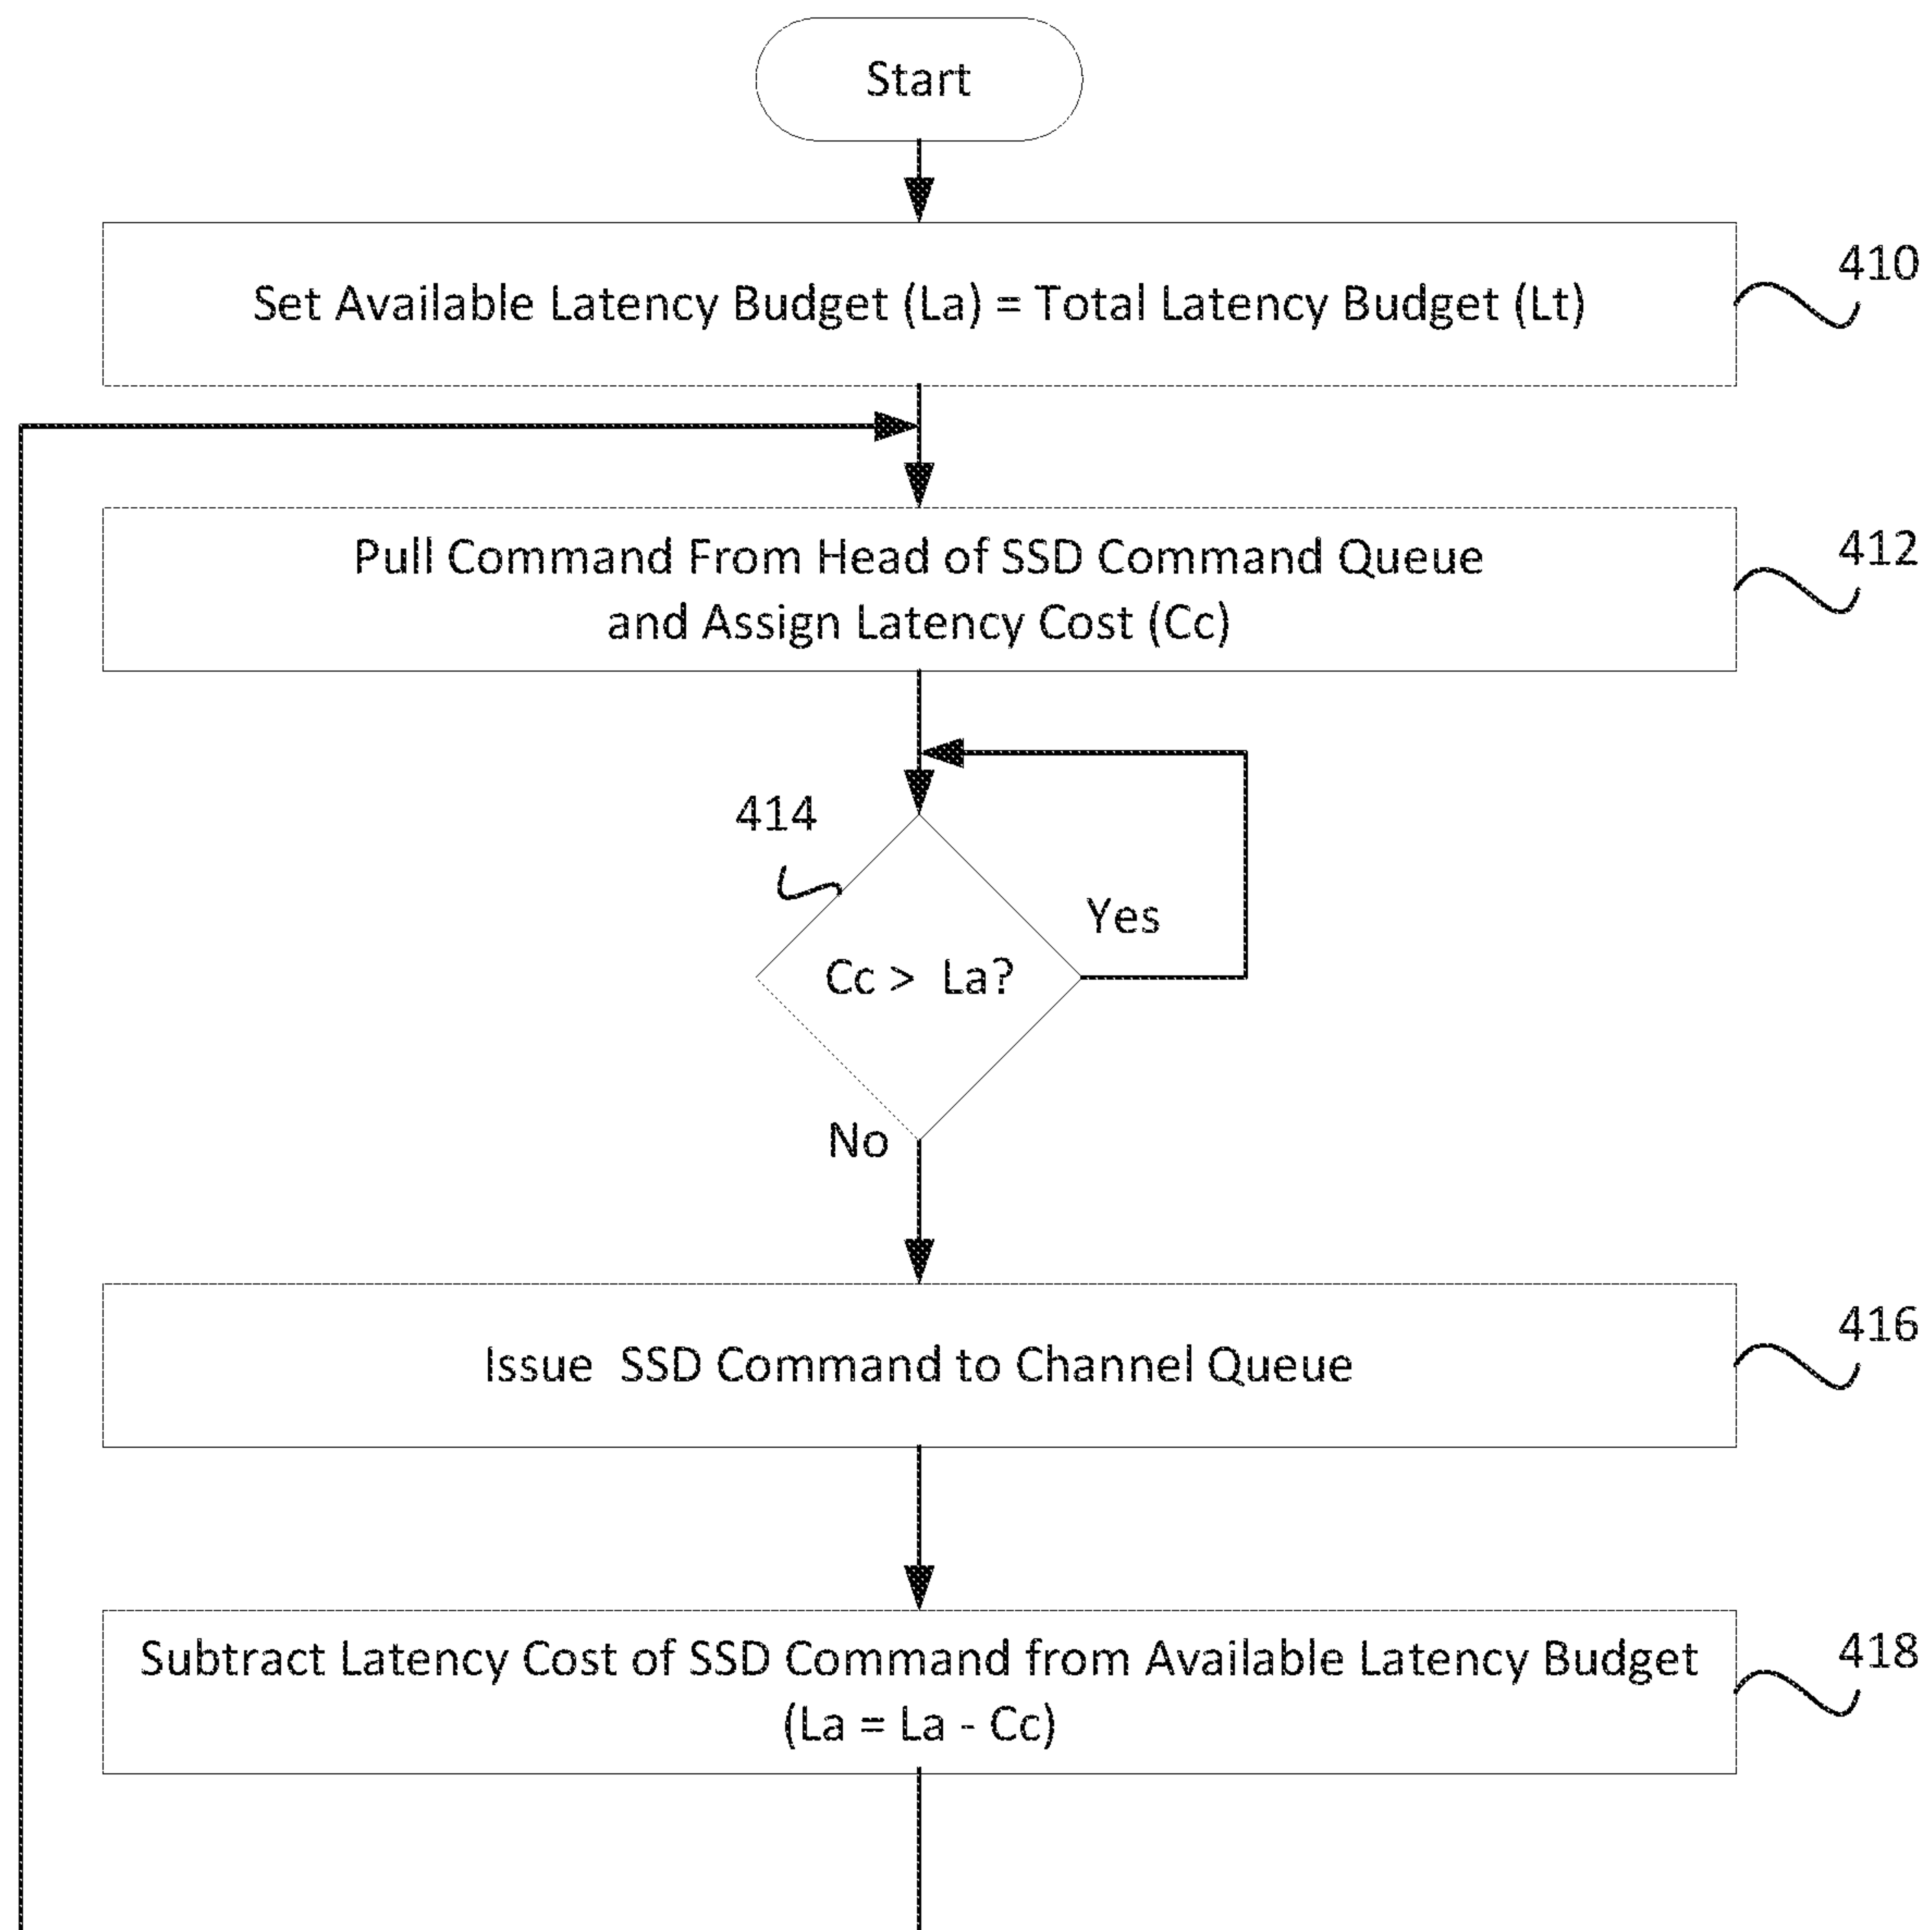 Start
Set Available Latency Budget (La) = Total Latency Budget (Lt)
410
Pull Command From Head of SSD Command Queue
and Assign Latency Cost (Cc)
412
414
Yes
Cc > La?
No
Issue SSD Command to Channel Queue
416
Subtract Latency Cost of SSD Command from Available Latency Budget
(La = La - Cc)
418